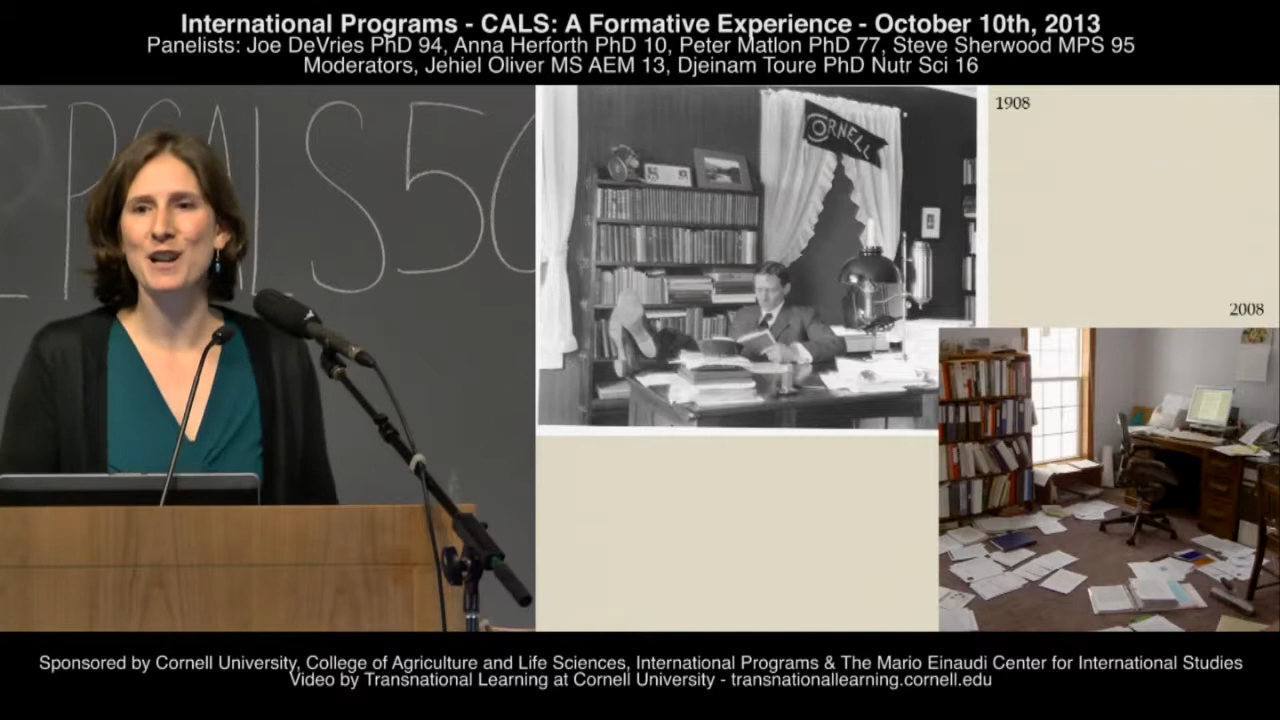 International Programs - CALS: A Formative Experience - October 10th, 2013
Panelists: Joe DeVries PhD 94, Anna Herforth PhD 10, Peter Matlon PhD 77, Steve Sherwood MPS 95
Moderators, Jehiel Oliver MS AEM 13, Djeinam Toure PhD Nutr Sci 16
IPCALS 50
CORNELL
1908
2008
Sponsored by Cornell University, College of Agriculture and Life Sciences, International Programs & The Mario Einaudi Center for International Studies
Video by Transnational Learning at Cornell University - transnationallearning.cornell.edu